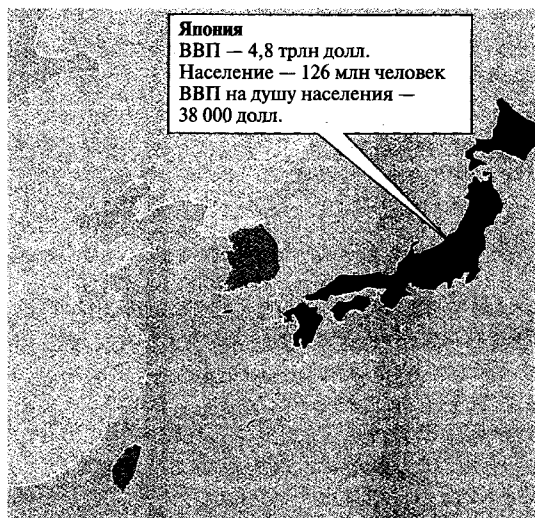 Япония
ВВП — 4,8 трлн долл.
Население — 126 млн человек
ВВП на душу населения —
38 000 долл.